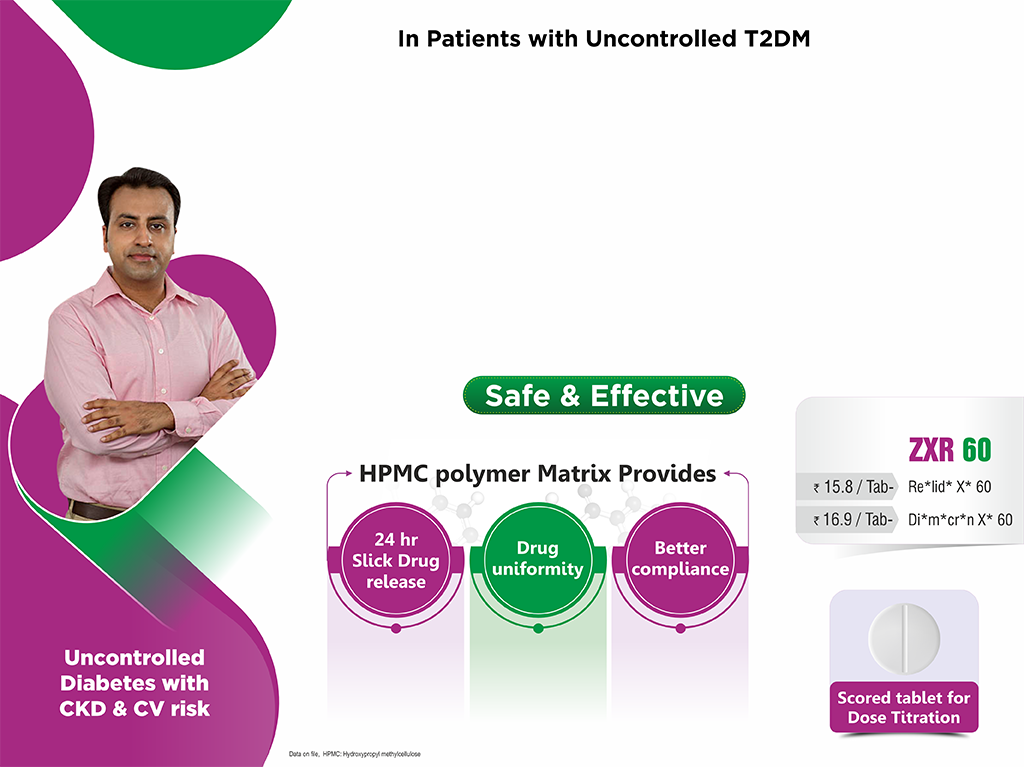 In Patients with Uncontrolled T2DM
Safe & Effective
HPMC polymer Matrix Provides
24 hr
Slick Drug
release
Drug
uniformity
Better
compliance
ZXR 60
₹ 15.8 / Tab- Re*lid* X* 60
₹ 16.9 / Tab- Di*m*cr*n X* 60
Scored tablet for
Dose Titration
Uncontrolled
Diabetes with
CKD & CV risk
Data on file, HPMC: Hydroxypropyl methylcellulose